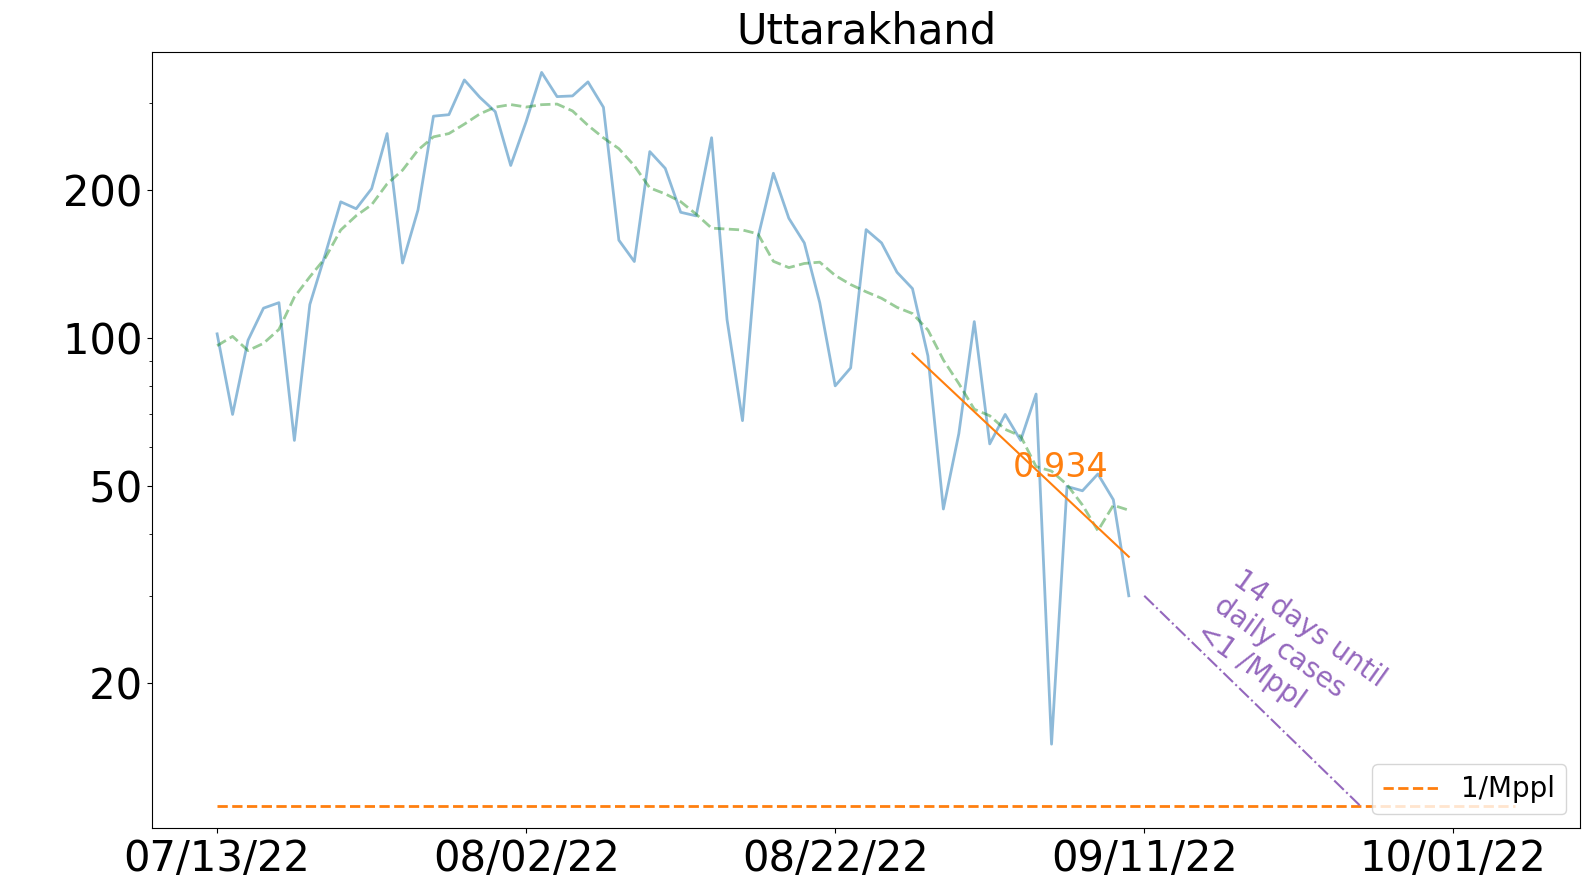 Uttarakhand
200
100
50
20
0.934
14 days until
daily cases
<1 /Mppl
1/Mppl
07/13/22
08/02/22
08/22/22
09/11/22
10/01/22